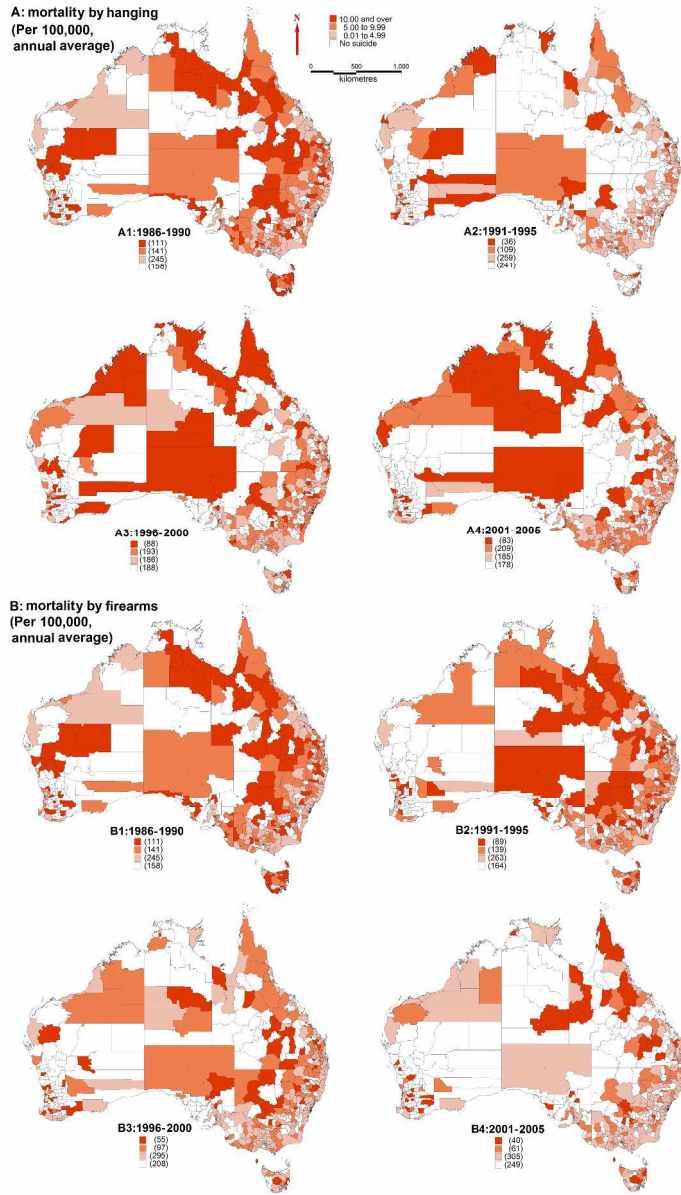 A: mortality by hanging
(Per 100,000,
annual average)
N
10.00 and over
5.00 to 9.99
0.01 to 4.99
No suicide
0 500 1,000
kilometres
A1:1986-1990
(111)
(141)
(245)
(158)
A2:1991-1995
(36)
(109)
(259)
(241)
A3:1996-2000
(88)
(193)
(186)
(188)
A4:2001-2005
(83)
(209)
(185)
(178)
B: mortality by firearms
(Per 100,000,
annual average)
B1:1986-1990
(111)
(141)
(245)
(158)
B2:1991-1995
(89)
(139)
(263)
(164)
B3:1996-2000
(55)
(97)
(295)
(208)
B4:2001-2005
(40)
(61)
(305)
(249)